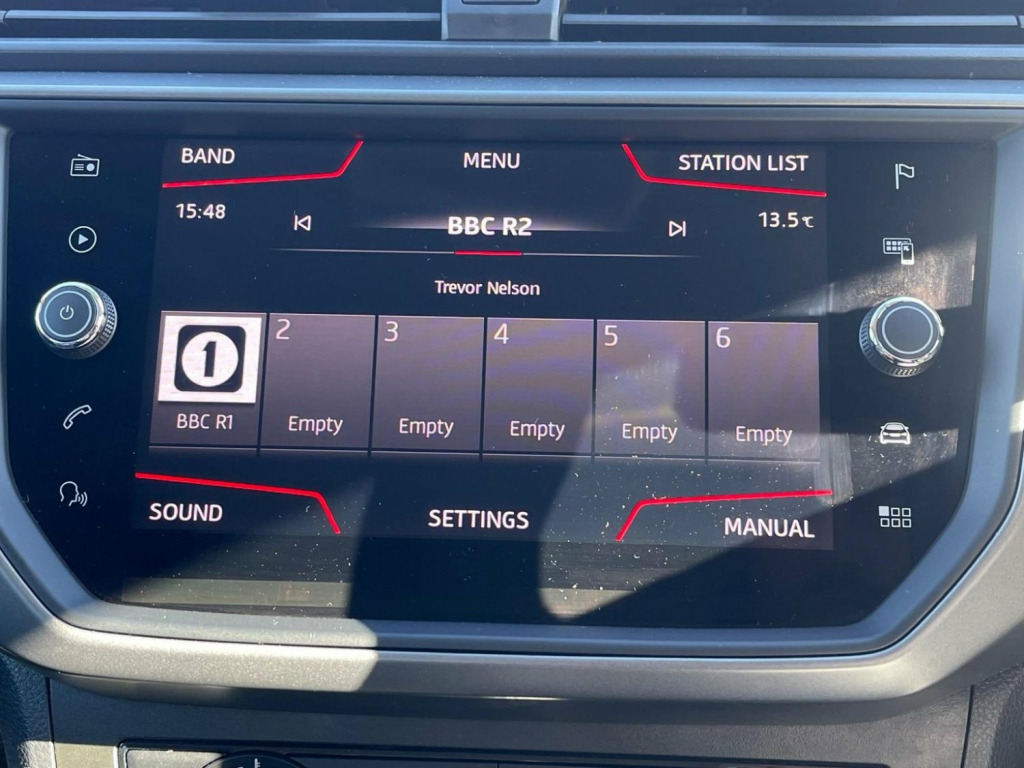 BAND
MENU
STATION LIST
15:48
BBC R2
13.5℃
Trevor Nelson
1
2
3
4
5
6
BBC R1
Empty
Empty
Empty
Empty
Empty
SOUND
SETTINGS
MANUAL